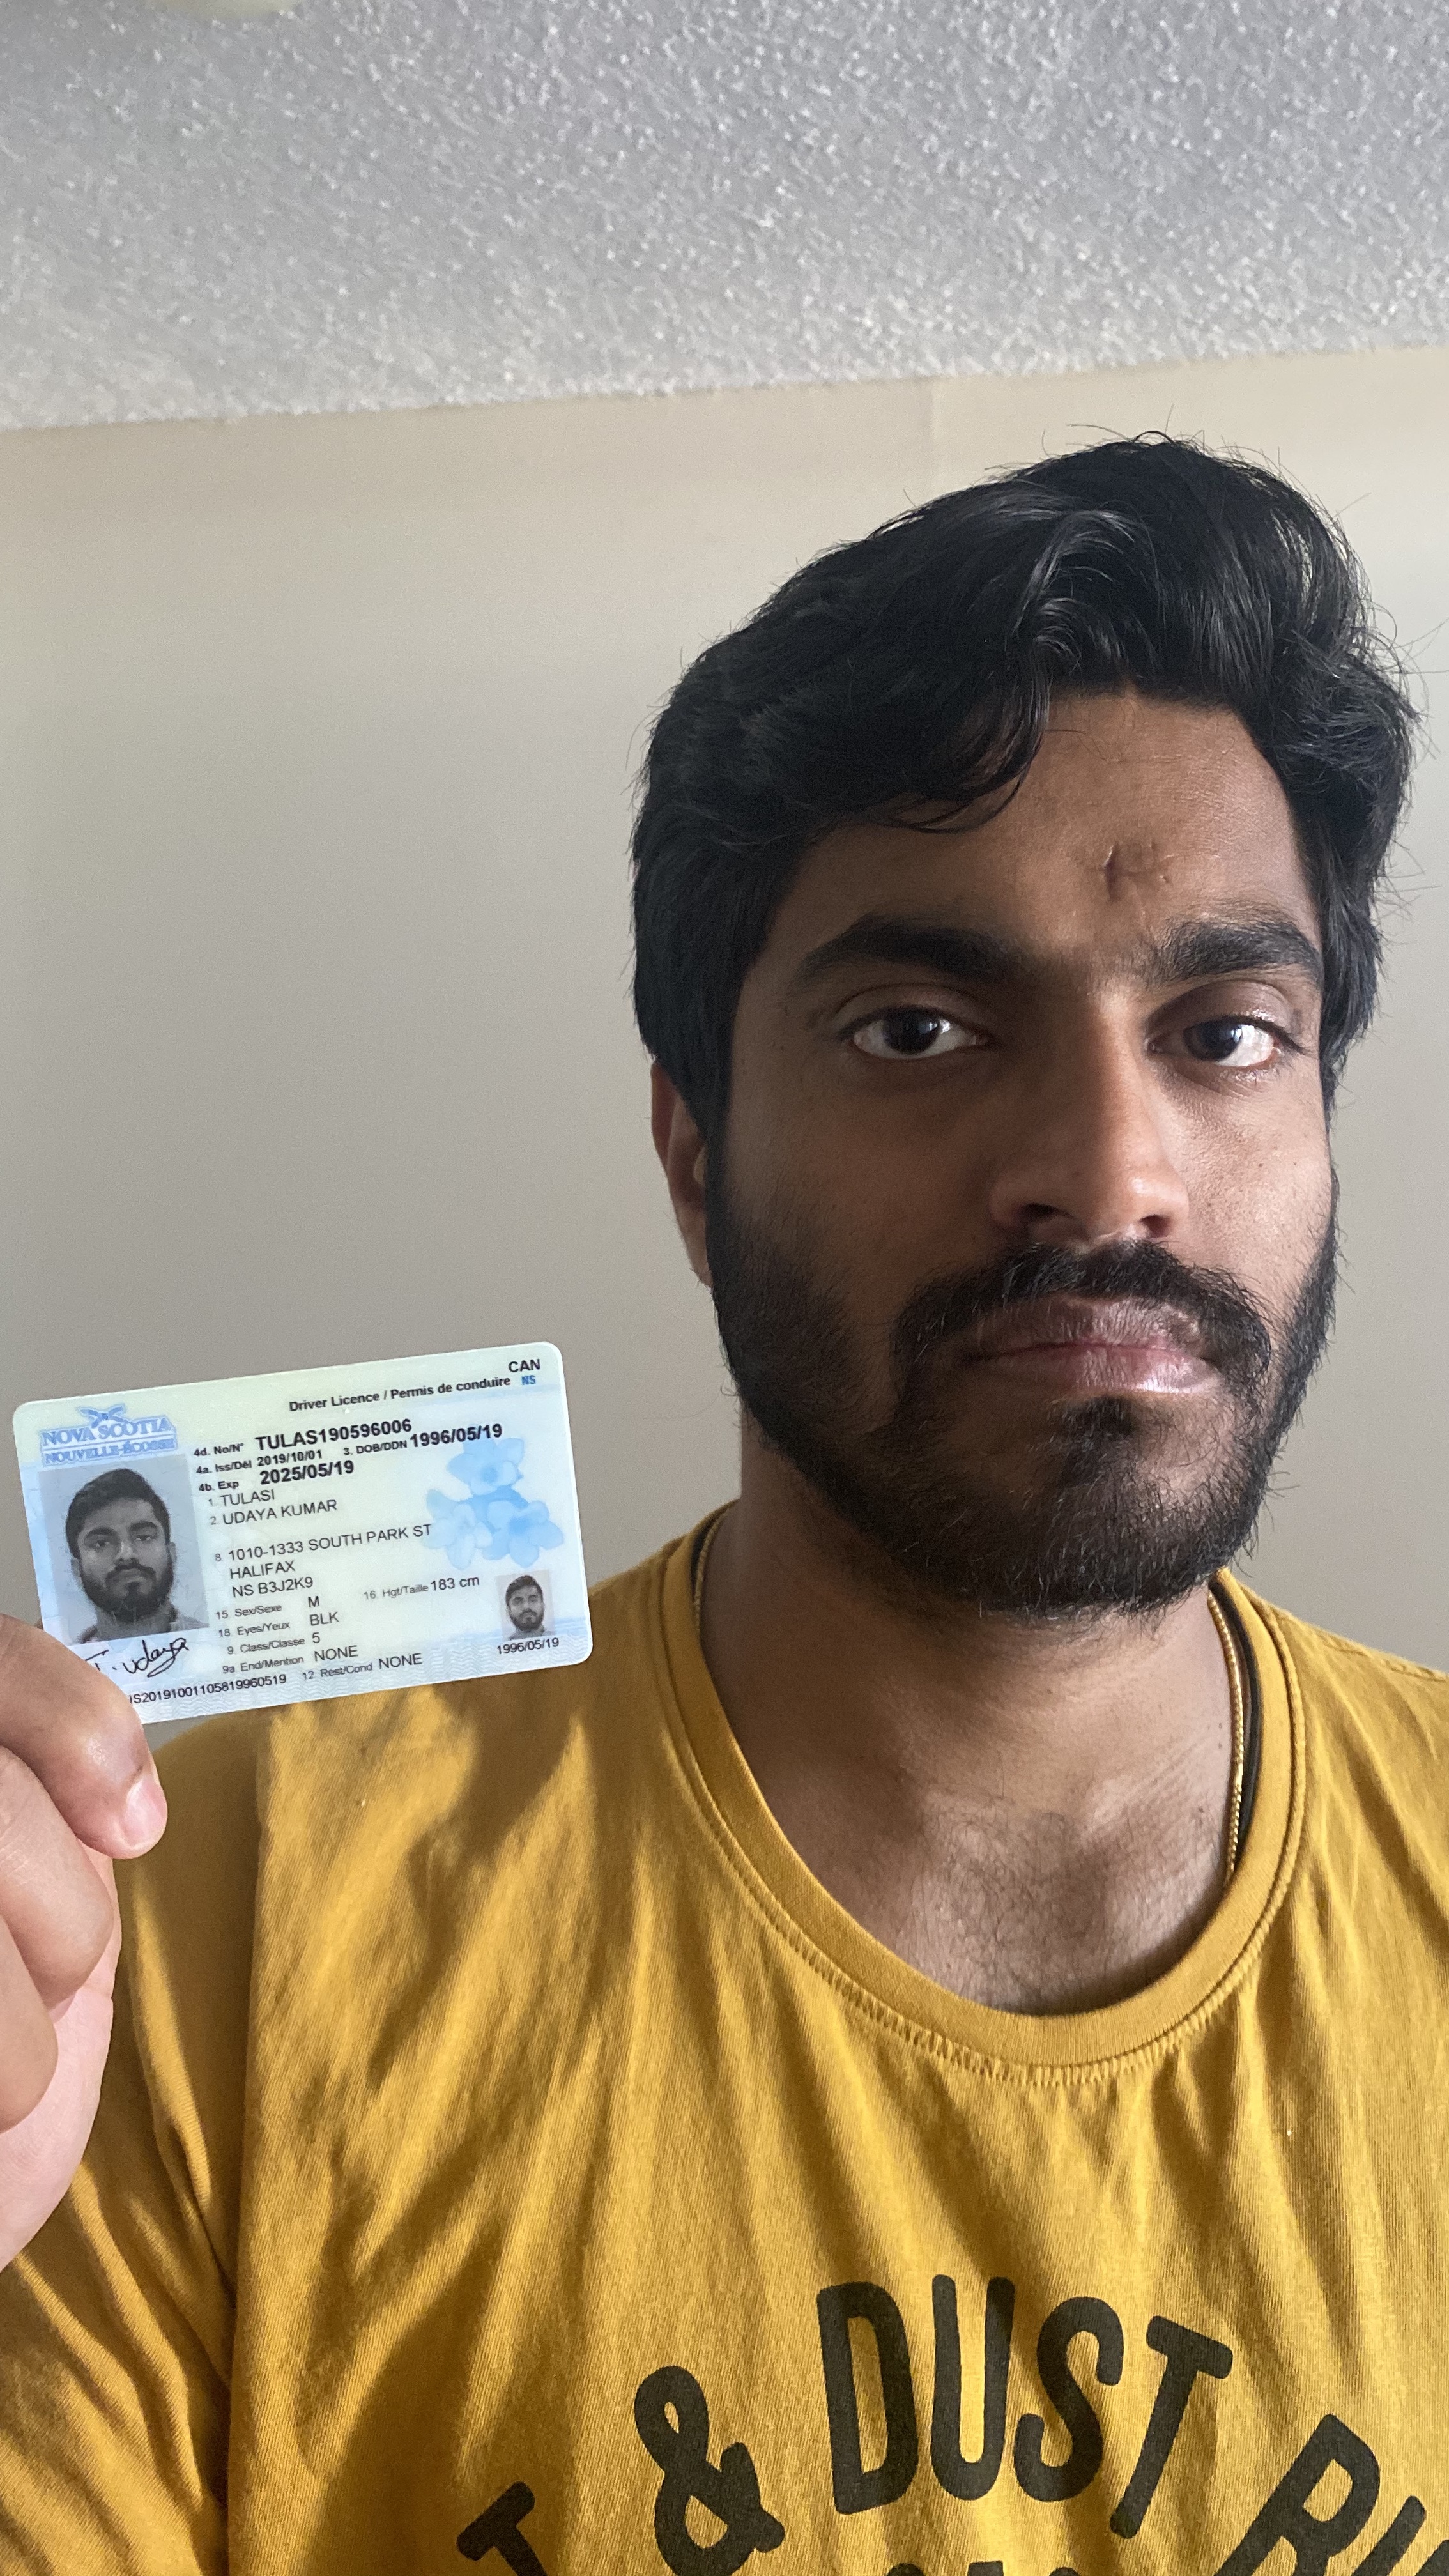 CAN
Driver Licence / Permis de conduire NS
NOVA SCOTIA
NOUVELLE-ÉCOSSE
4d. No/N° TULAS190596006
4a. Iss/Dél 2019/10/01 3. DOB/DDN 1996/05/19
4b. Exp 2025/05/19
1. TULASI
2. UDAYA KUMAR
8. 1010-1333 SOUTH PARK ST
HALIFAX
NS B3J2K9
15 Sex/Sexe M 16. Hgt/Taille 183 cm
18 Eyes/Yeux BLK
9. Class/Classe 5
9a End/Mention NONE 12 Rest/Cond NONE
1996/05/19
T. udaya
& DUST